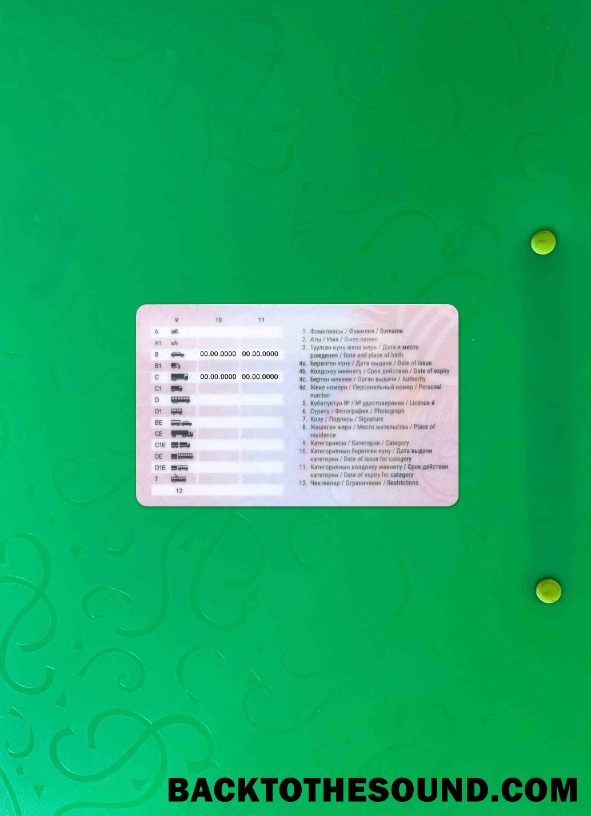 9 10 11
A
A1
B 00.00.0000 00.00.0000
B1
C 00.00.0000 00.00.0000
C1
D
D1
BE
CE
C1E
DE
D1E
T
12
1. Фамилиясы / Фамилия / Surname
2. Аты / Имя / Given names
3. Туулган күнү жана жери / Дата и место
рождения / Date and place of birth
4a. Берилген күнү / Дата выдачи / Date of issue
4b. Колдонуу мөөнөтү / Срок действия / Date of expiry
4c. Берген мекеме / Орган выдачи / Authority
4d. Жеке номери / Персональный номер / Personal
number
5. Күбөлүктүн № / № удостоверения / Licence #
6. Сүрөтү / Фотография / Photograph
7. Колу / Подпись / Signature
8. Жашаган жери / Место жительства / Place of
residence
9. Категориясы / Категория / Category
10. Категориянын берилген күнү / Дата выдачи
категории / Date of issue for category
11. Категориянын колдонуу мөөнөтү / Срок действия
категории / Date of expiry for category
12. Чектөөлөр / Ограничения / Restrictions
BACKTOTHESOUND.COM